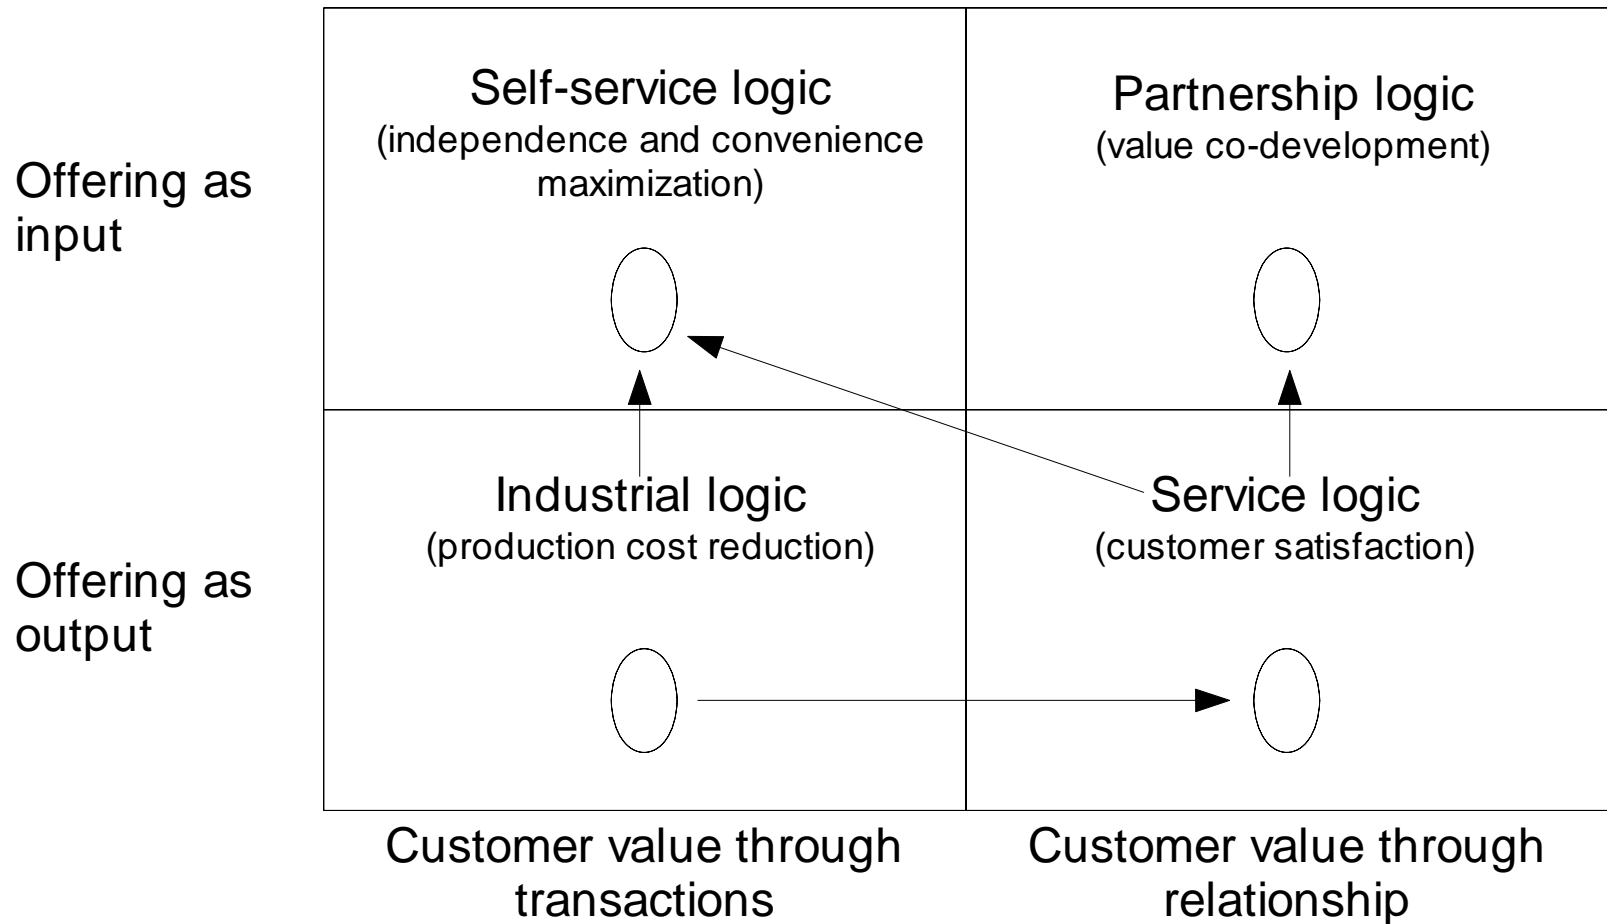 Self-service logic
(independence and convenience
maximization)
Partnership logic
(value co-development)
Offering as
input
Industrial logic
(production cost reduction)
Service logic
(customer satisfaction)
Offering as
output
Customer value through
transactions
Customer value through
relationship